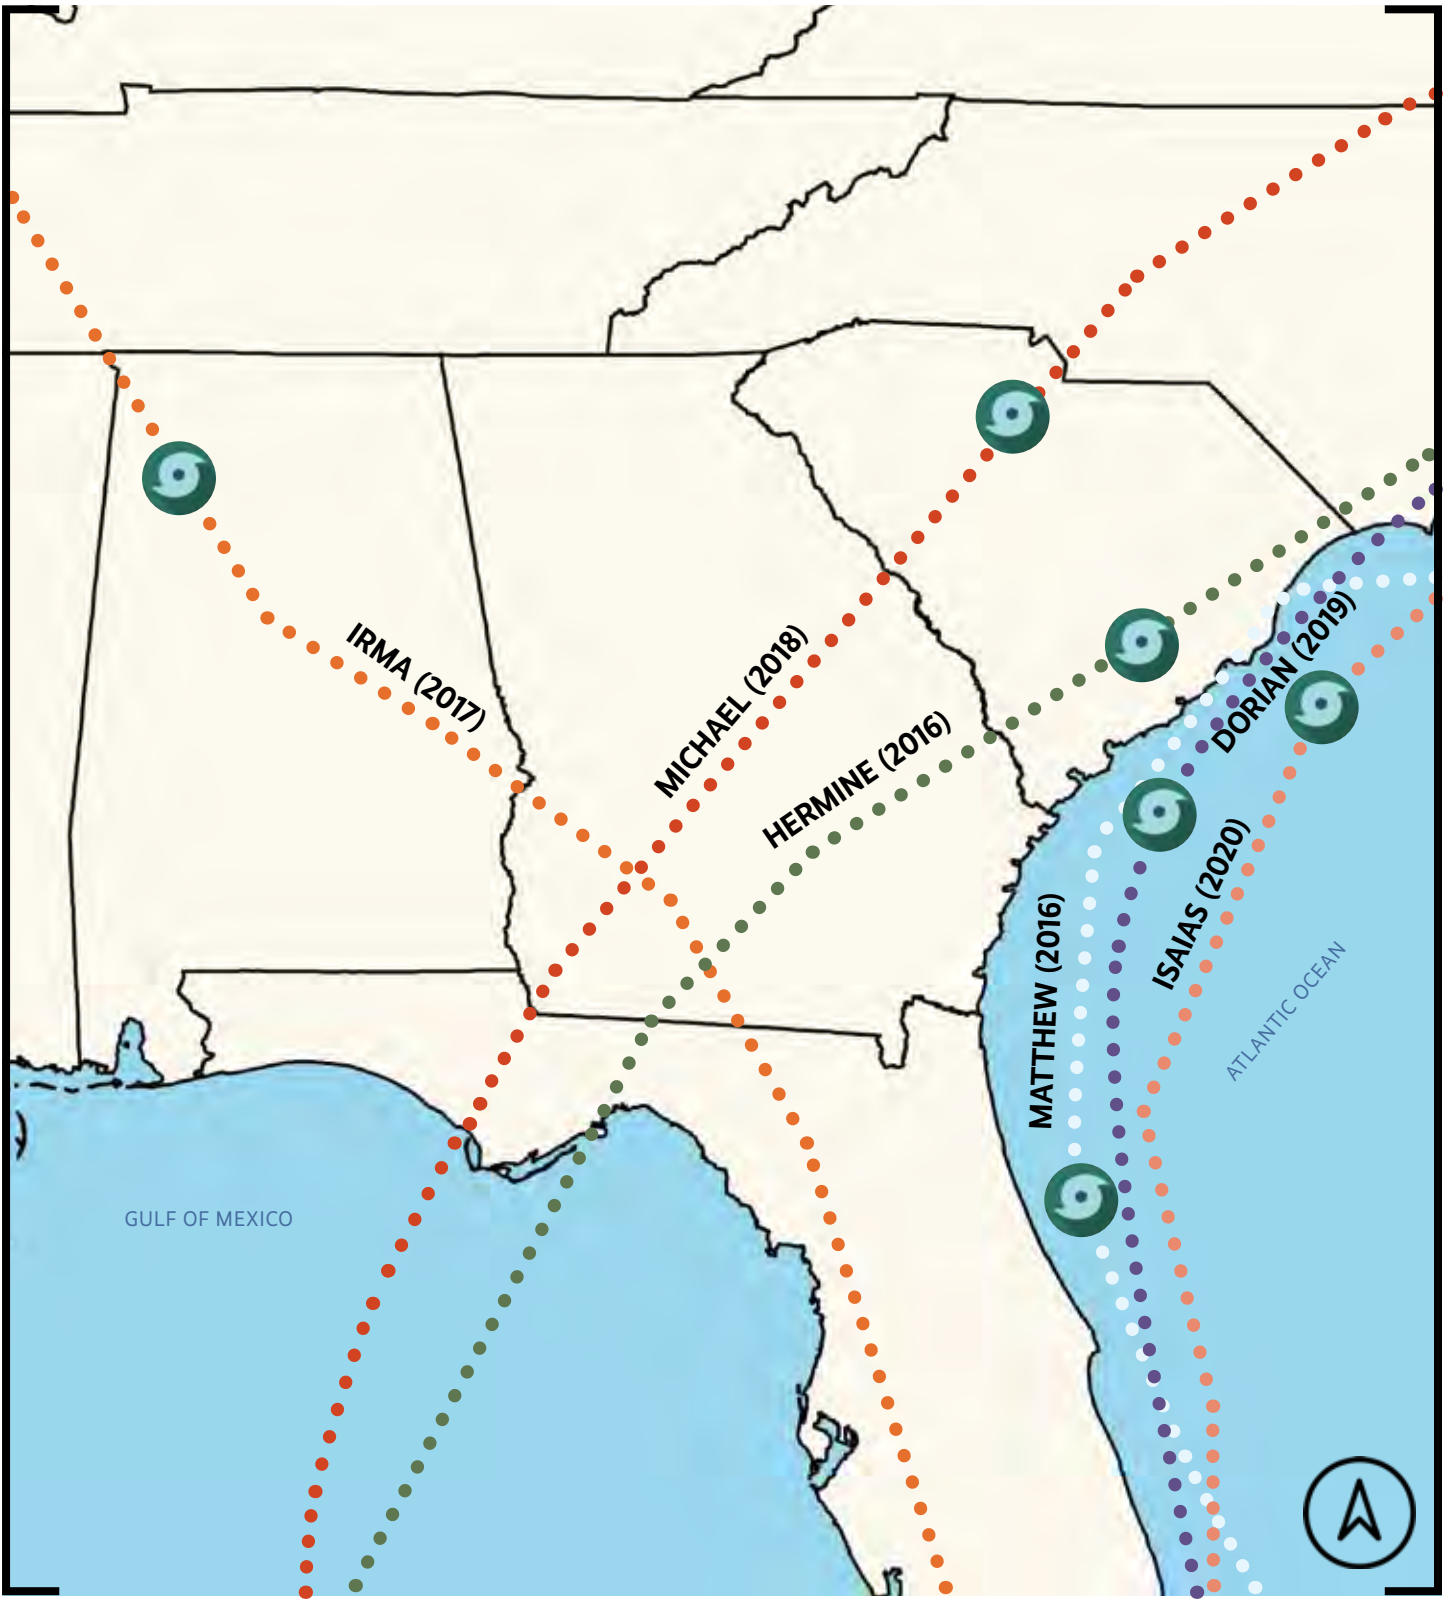 IRMA (2017)
MICHAEL (2018)
HERMINE (2016)
DORIAN (2019)
ISAIAS (2020)
MATTHEW (2016)
ATLANTIC OCEAN
GULF OF MEXICO